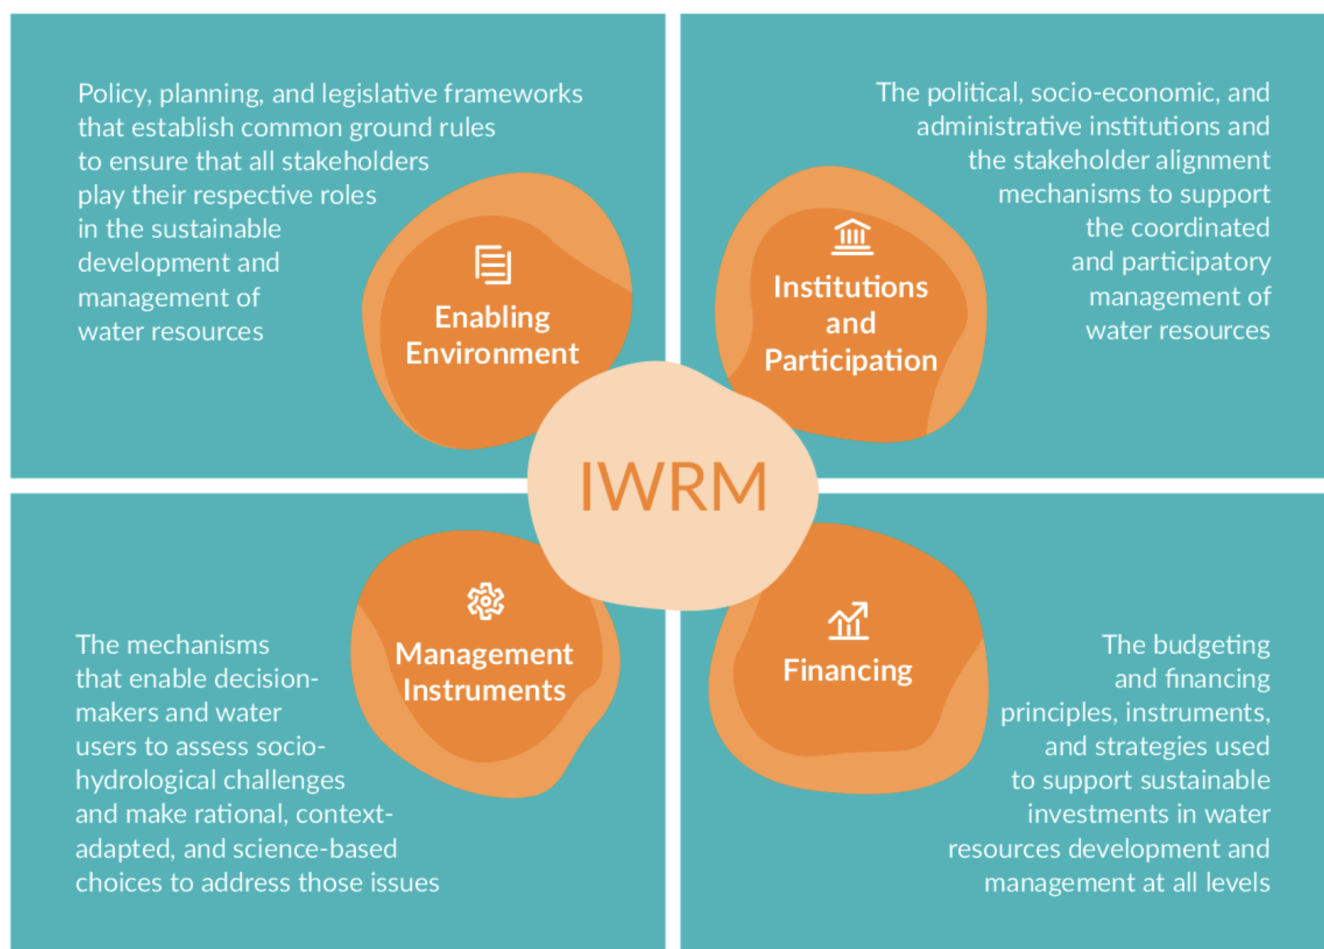 Policy, planning, and legislative frameworks
that establish common ground rules
to ensure that all stakeholders
play their respective roles
in the sustainable
development and
management of
water resources
Enabling
Environment
The political, socio-economic, and
administrative institutions and
the stakeholder alignment
mechanisms to support
the coordinated
and participatory
management of
water resources
Institutions
and
Participation
IWRM
The mechanisms
that enable decision-
makers and water
users to assess socio-
hydrological challenges
and make rational, context-
adapted, and science-based
choices to address those issues
Management
Instruments
Financing
The budgeting
and financing
principles, instruments,
and strategies used
to support sustainable
investments in water
resources development and
management at all levels